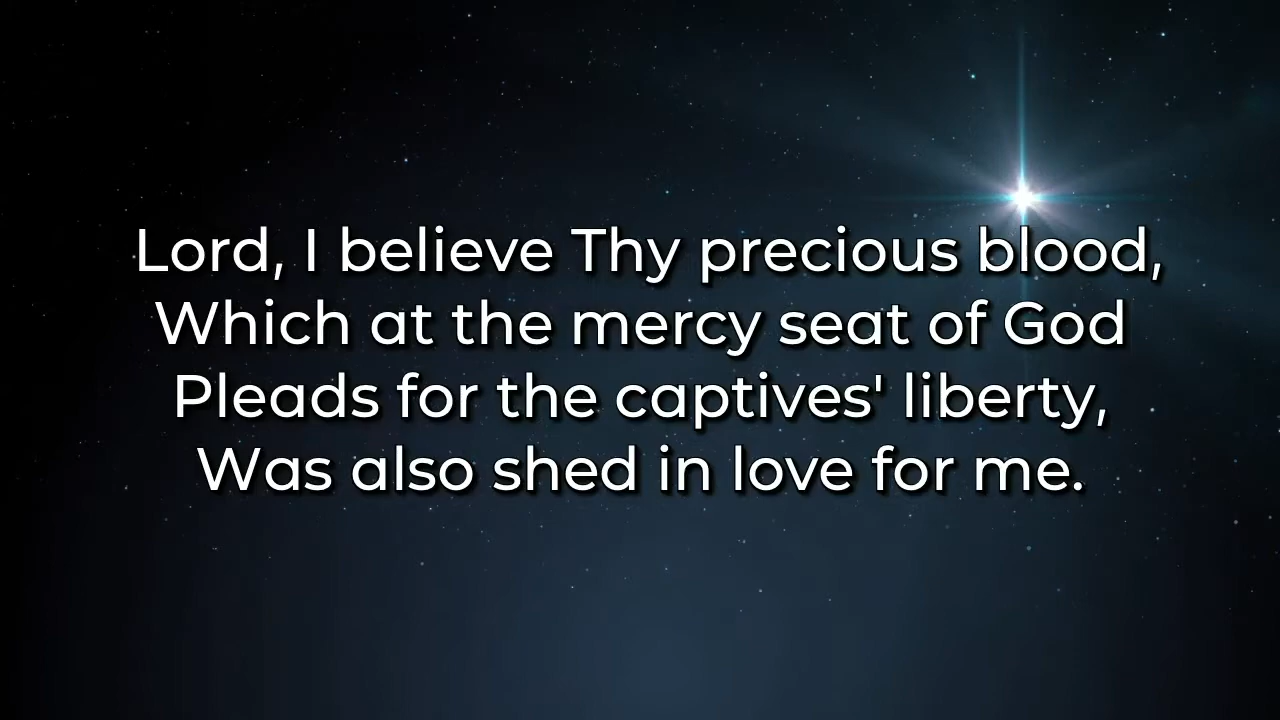 Lord, I believe Thy precious blood,
Which at the mercy seat of God
Pleads for the captives' liberty,
Was also shed in love for me.